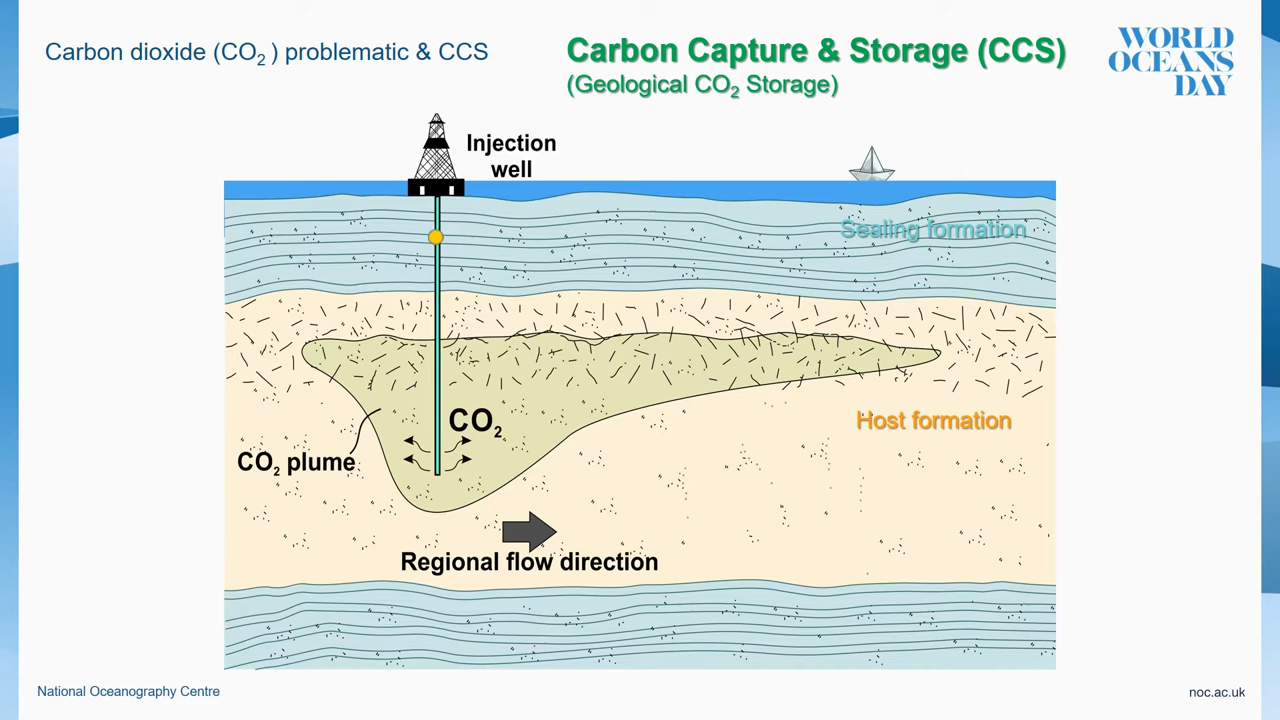 Carbon dioxide (CO₂ ) problematic & CCS
Carbon Capture & Storage (CCS)
(Geological CO₂ Storage)
WORLD
OCEANS
DAY
Injection
well
Sealing formation
CO₂
Host formation
CO₂ plume
Regional flow direction
National Oceanography Centre
noc.ac.uk